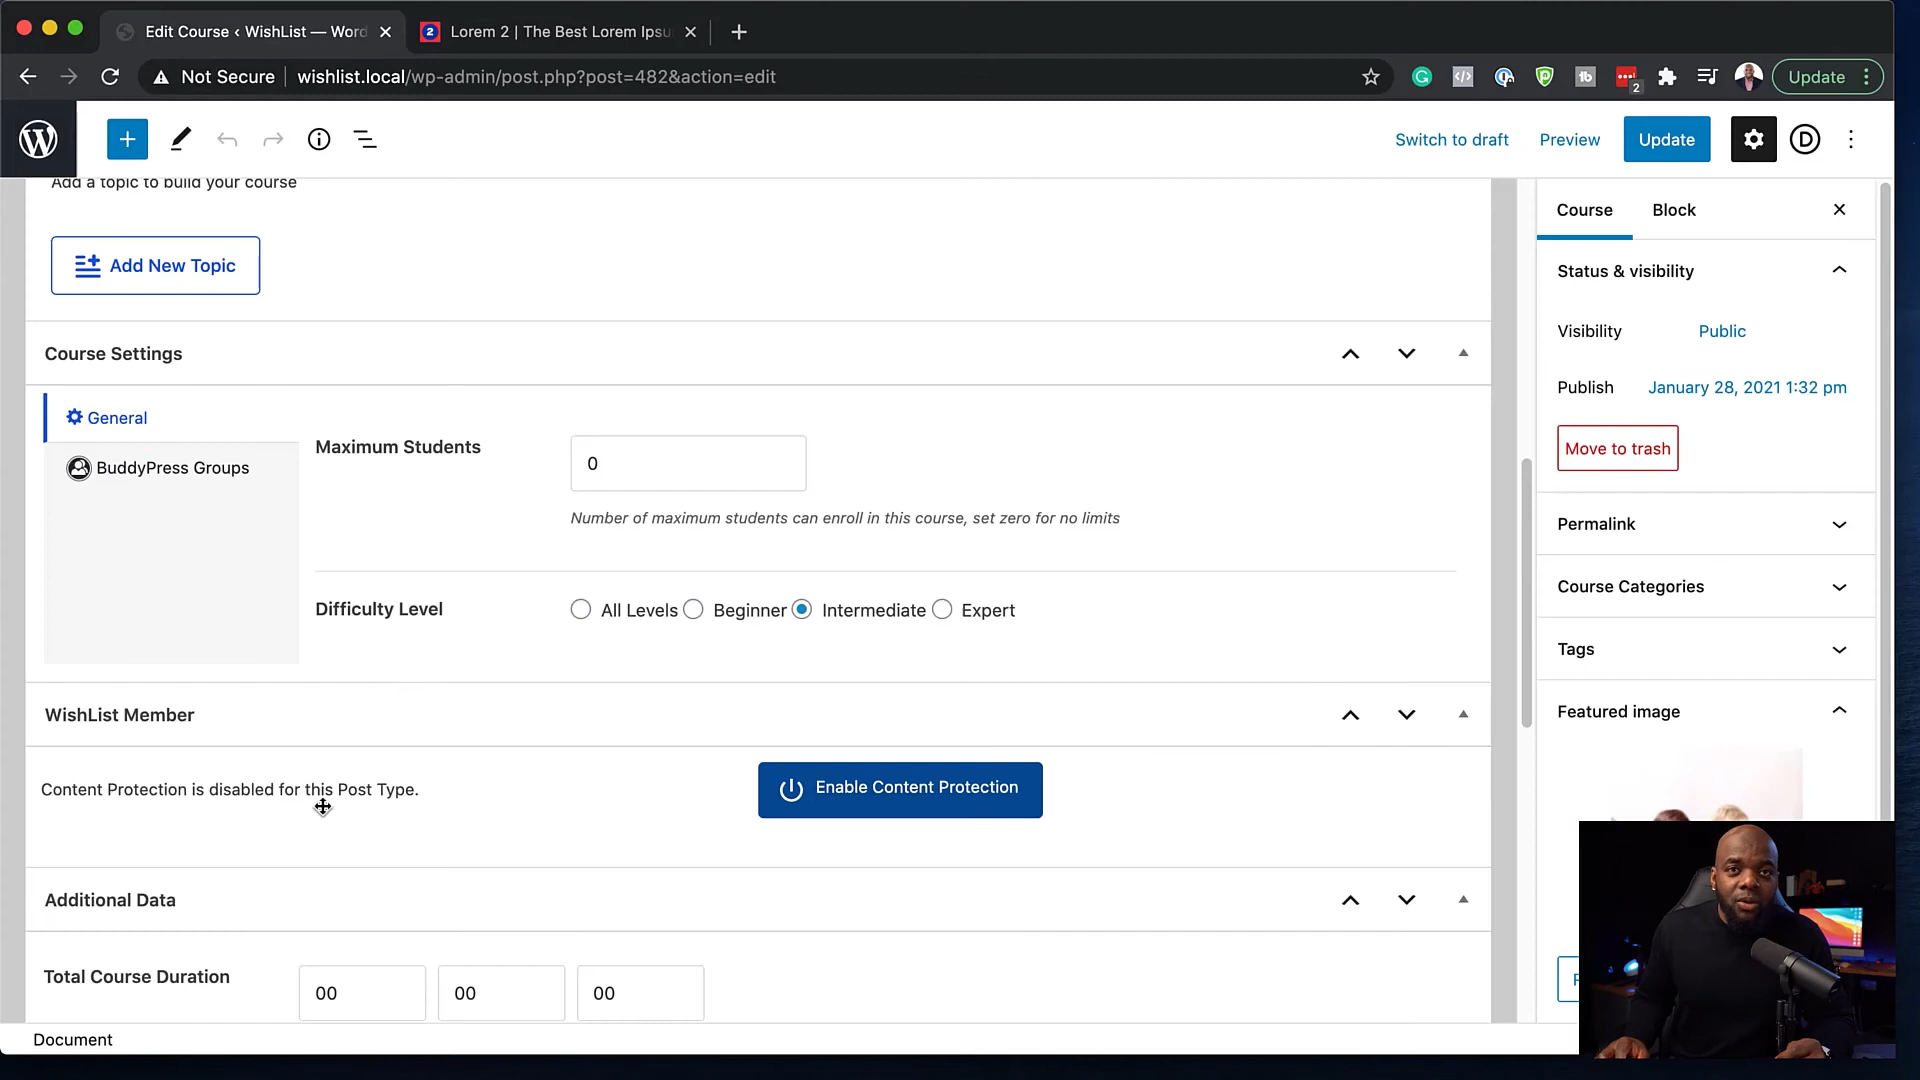 Edit Course ‹ WishList — Word
Lorem 2 | The Best Lorem Ipsu
Not Secure
wishlist.local/wp-admin/post.php?post=482&action=edit
2
Update
Switch to draft
Preview
Update
Add a topic to build your course
Add New Topic
Course Settings
General
BuddyPress Groups
Maximum Students
0
Number of maximum students can enroll in this course, set zero for no limits
Difficulty Level
All Levels
Beginner
Intermediate
Expert
WishList Member
Content Protection is disabled for this Post Type.
Enable Content Protection
Additional Data
Total Course Duration
00
00
00
Document
Course
Block
Status & visibility
Visibility
Public
Publish
January 28, 2021 1:32 pm
Move to trash
Permalink
Course Categories
Tags
Featured image